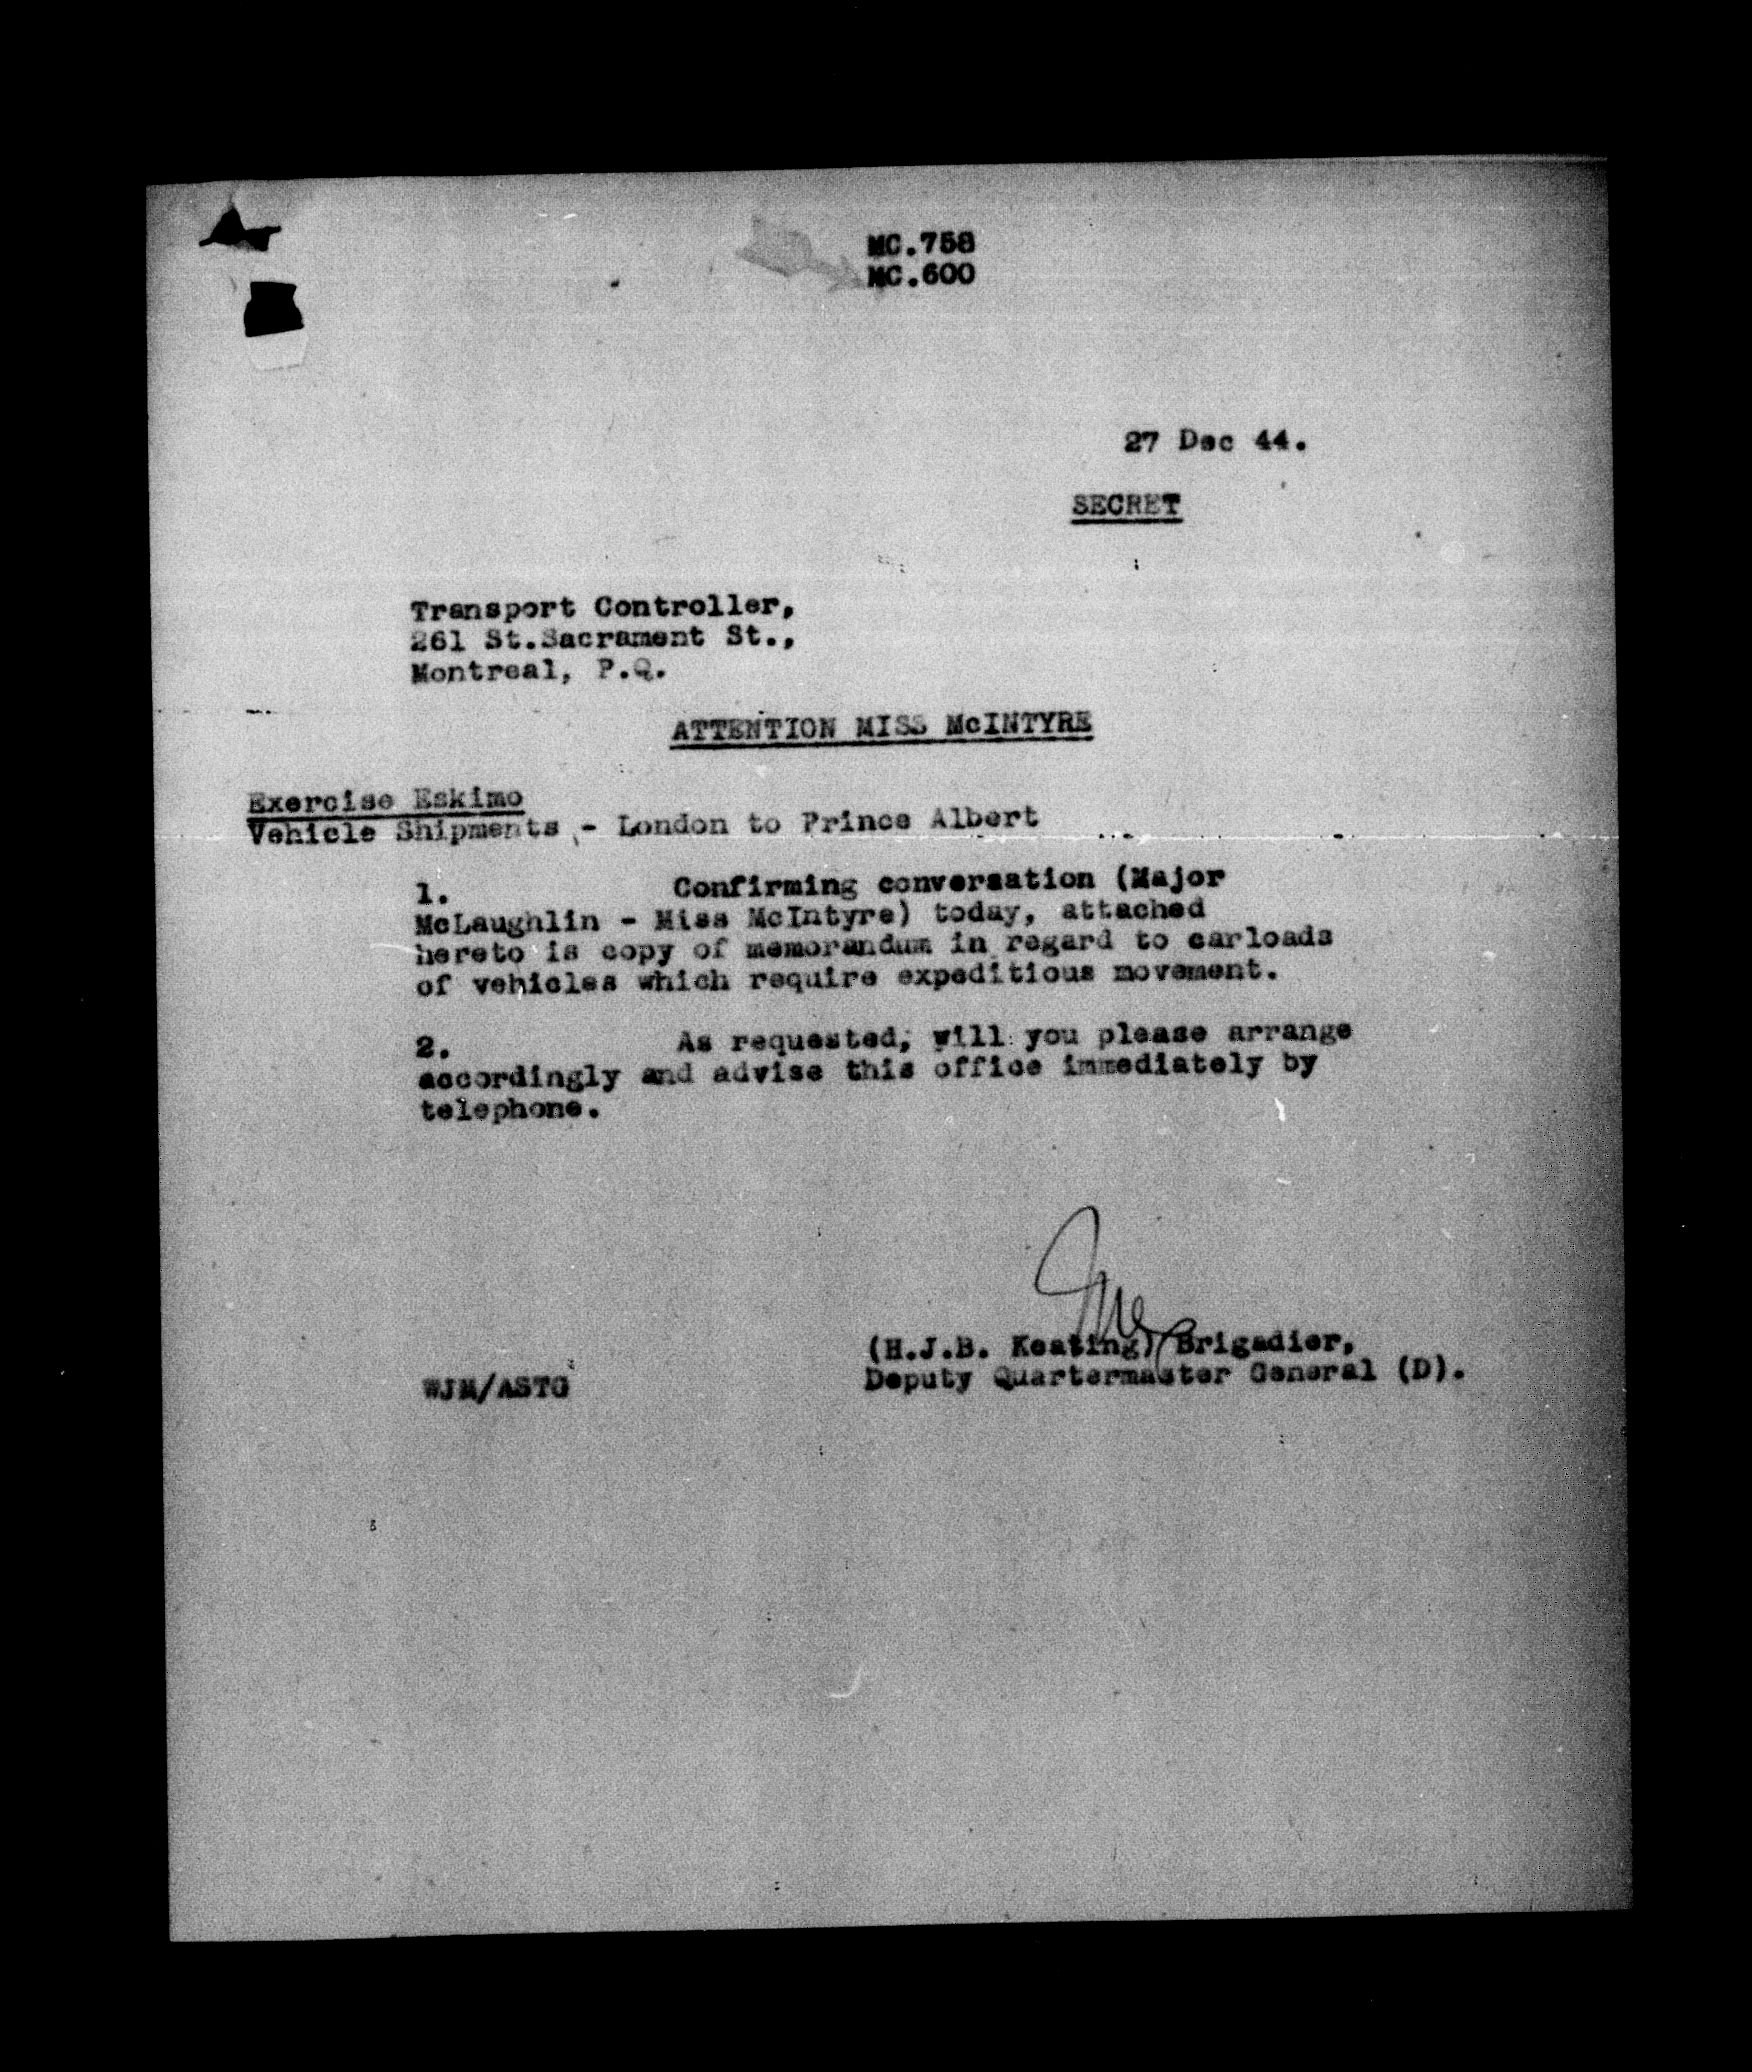 MC.758
MC.600
27 Dec 44.
SECRET
Transport Controller,
261 St.Sacrament St.,
Montreal, P.Q.
ATTENTION MISS McINTYRE
Exercise Eskimo
Vehicle Shipments - London to Prince Albert
1. Confirming conversation (Major
McLaughlin - Miss McIntyre) today, attached
hereto is copy of memorandum in regard to carloads
of vehicles which require expeditious movement.
2. As requested, will you please arrange
accordingly and advise this office immediately by
telephone.
(H.J.B. Keating) Brigadier,
Deputy Quartermaster General (D).
WJM/ASTG